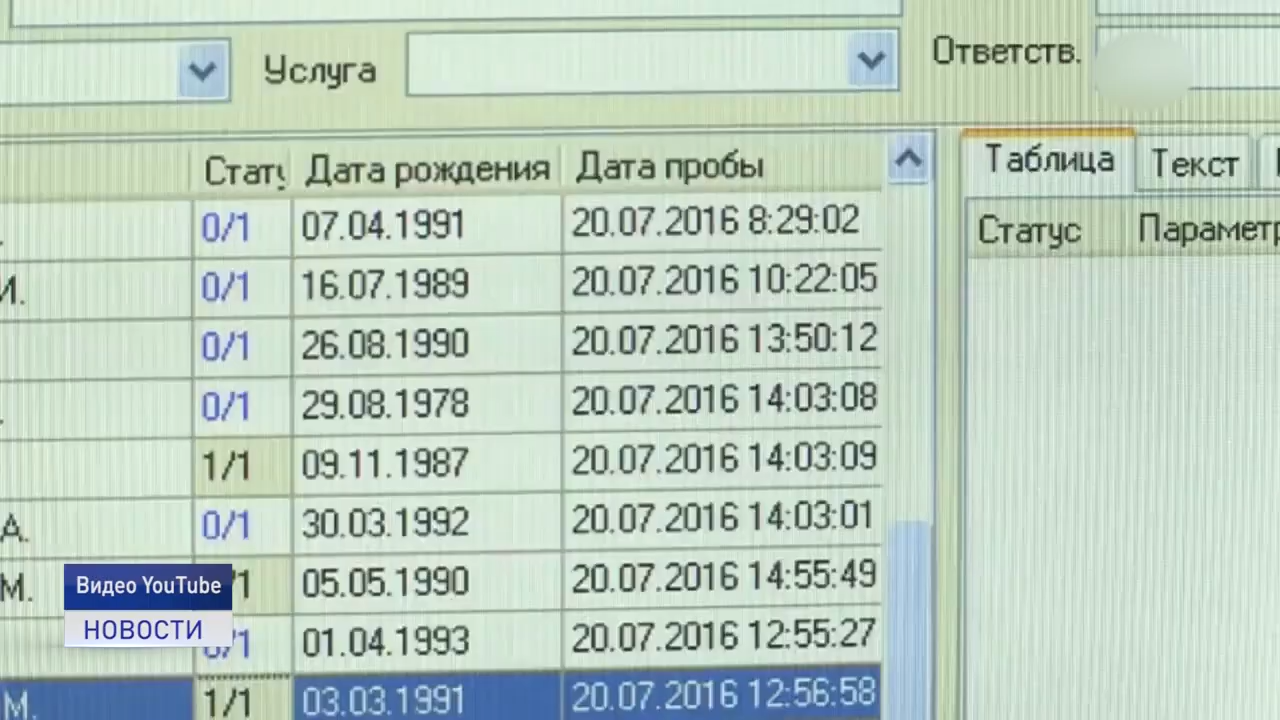 Услуга Ответств.
Стату Дата рождения Дата пробы Таблица Текст
Статус Параметр
0/1 07.04.1991 20.07.2016 8:29:02
И. 0/1 16.07.1989 20.07.2016 10:22:05
0/1 26.08.1990 20.07.2016 13:50:12
0/1 29.08.1978 20.07.2016 14:03:08
1/1 09.11.1987 20.07.2016 14:03:09
А. 0/1 30.03.1992 20.07.2016 14:03:01
М. /1 05.05.1990 20.07.2016 14:55:49
0/1 01.04.1993 20.07.2016 12:55:27
М. 1/1 03.03.1991 20.07.2016 12:56:58
Видео YouTube
НОВОСТИ